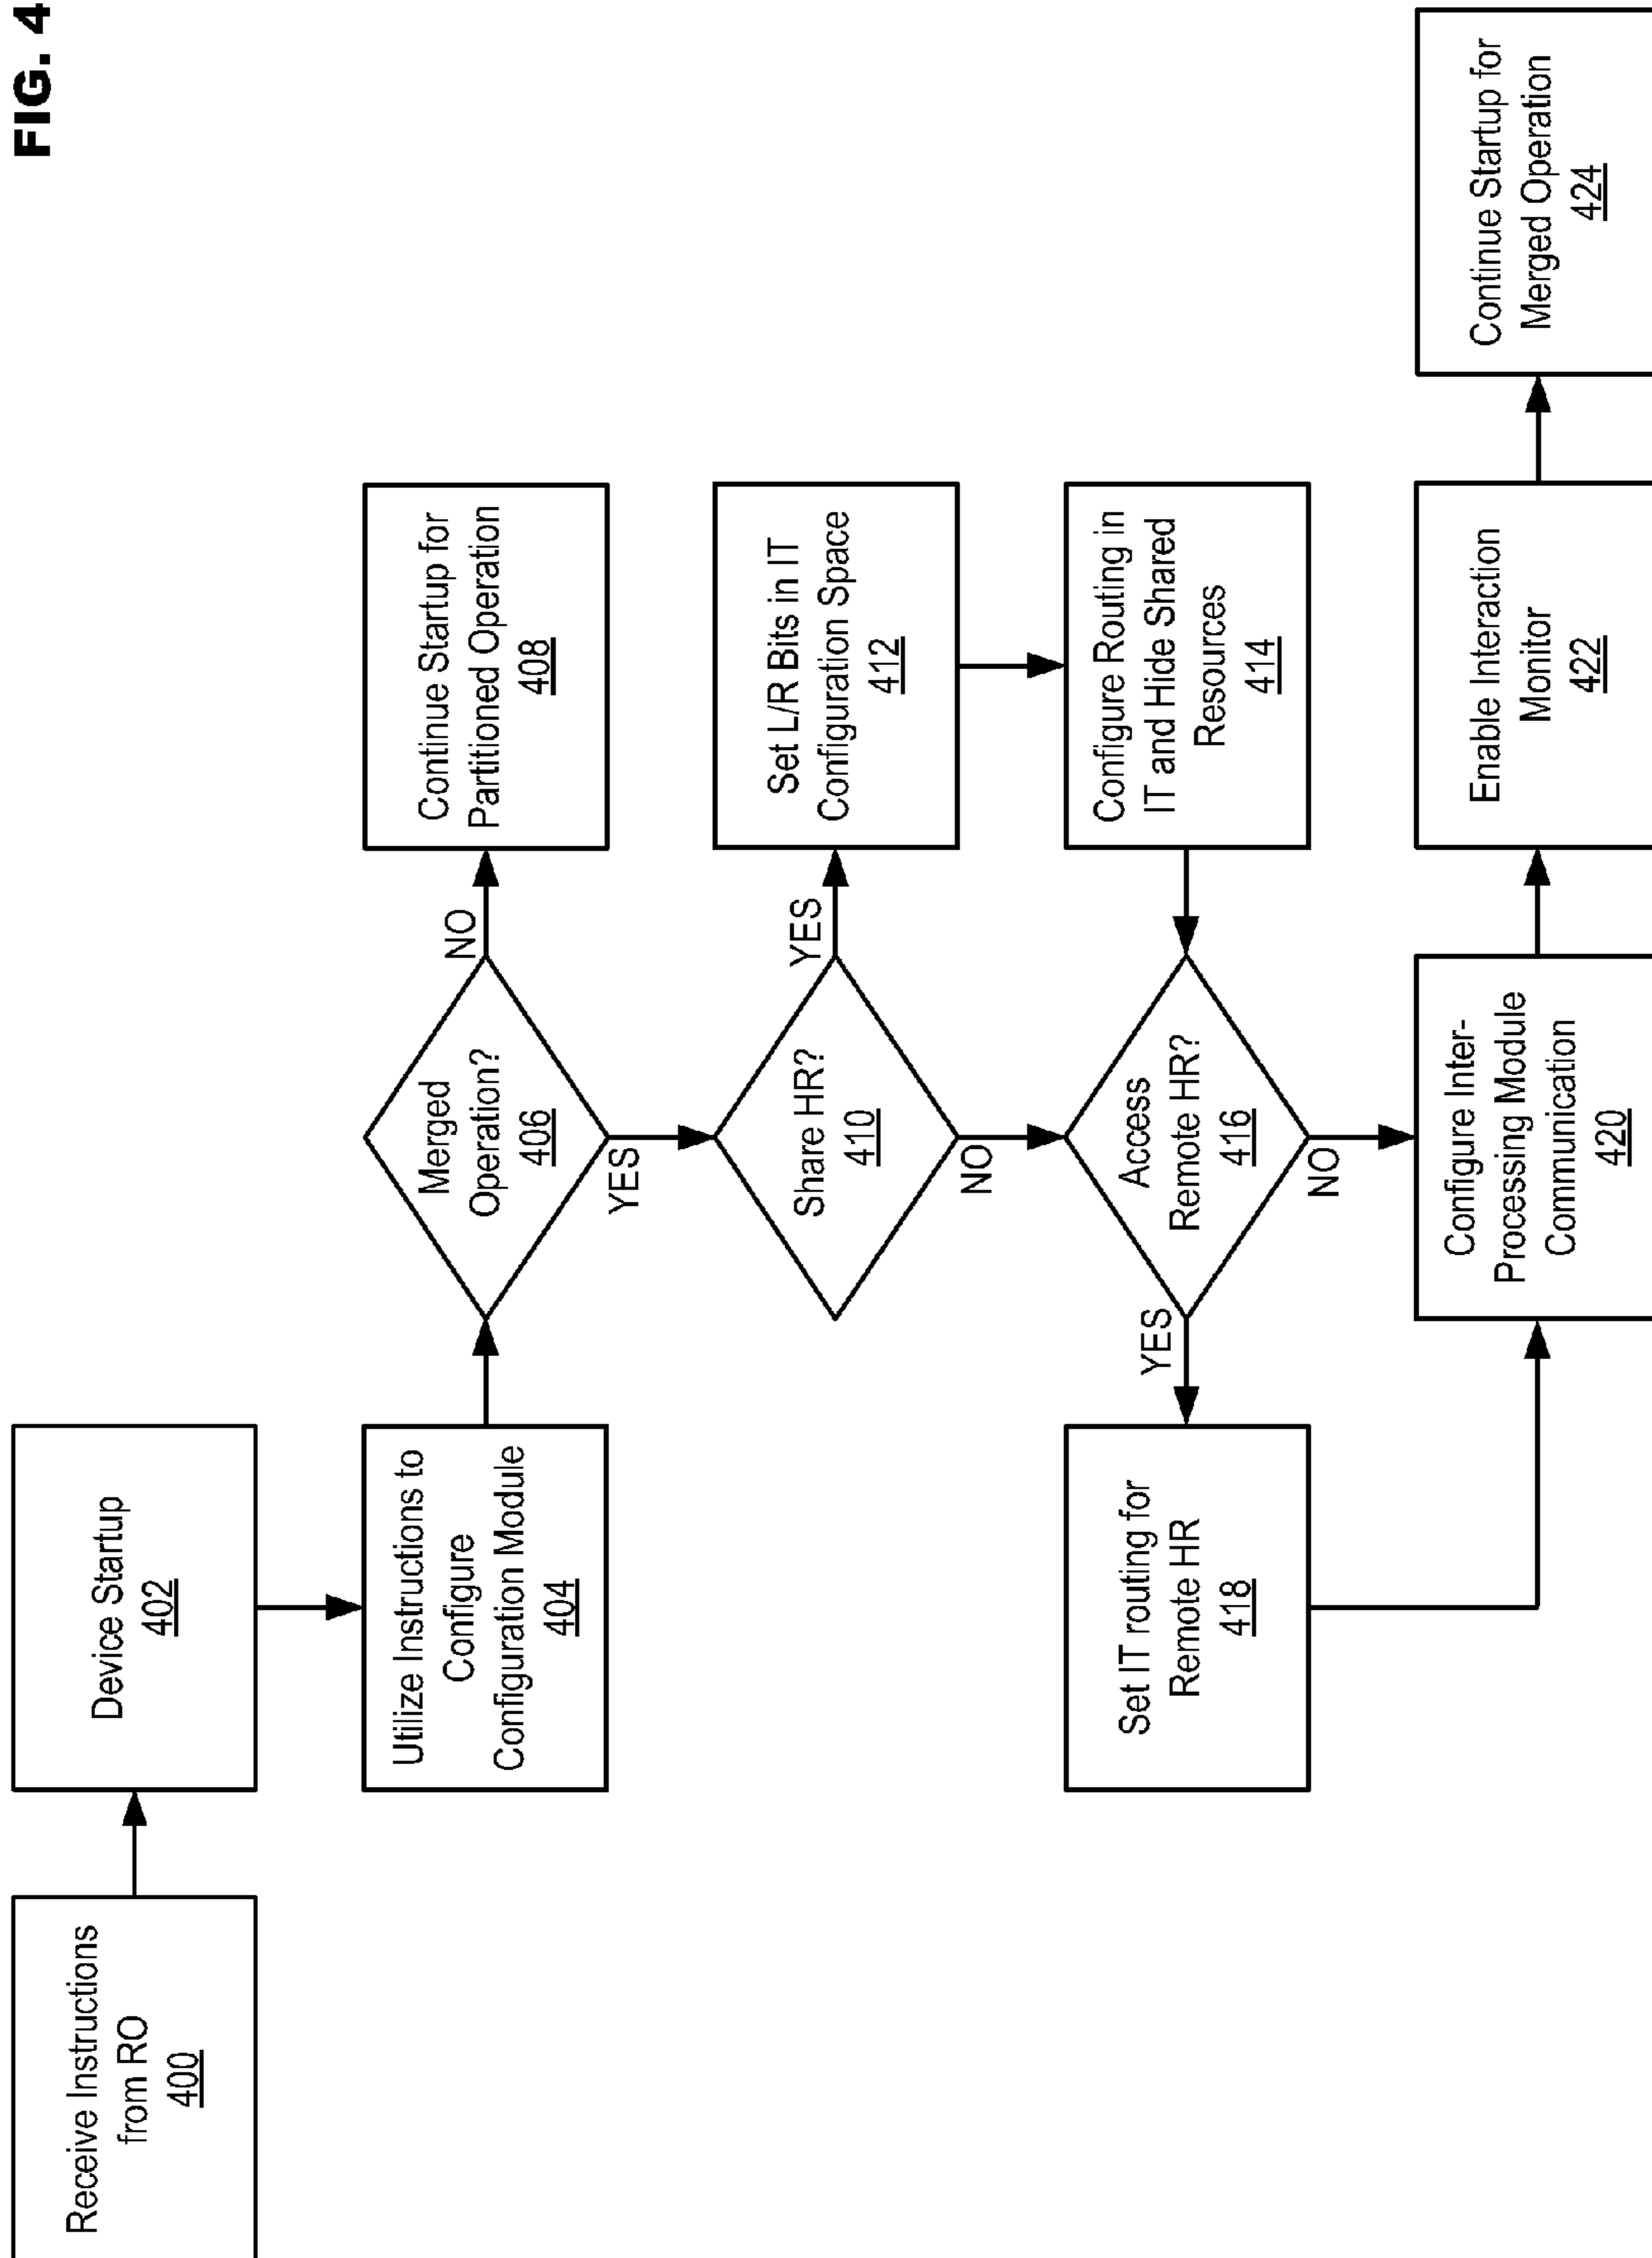 FIG. 4
Receive Instructions
from RO
400
Device Startup
402
Utilize Instructions to
Configure
Configuration Module
404
Merged
Operation?
406
NO
Continue Startup for
Partitioned Operation
408
YES
Share HR?
410
YES
Set L/R Bits in IT
Configuration Space
412
NO
Configure Routing in
IT and Hide Shared
Resources
414
Access
Remote HR?
416
YES
Set IT routing for
Remote HR
418
NO
Configure Inter-
Processing Module
Communication
420
Enable Interaction
Monitor
422
Continue Startup for
Merged Operation
424